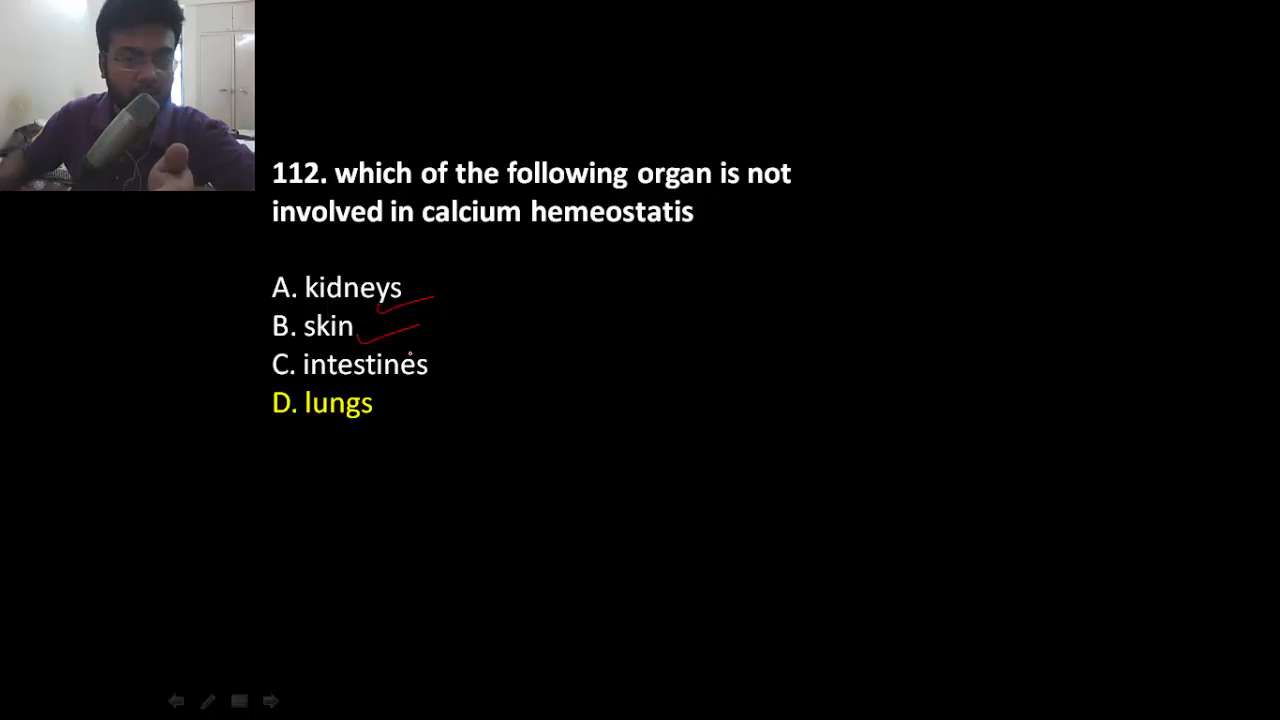 112. which of the following organ is not
involved in calcium hemeostatis
A. kidneys
B. skin
C. intestines
D. lungs